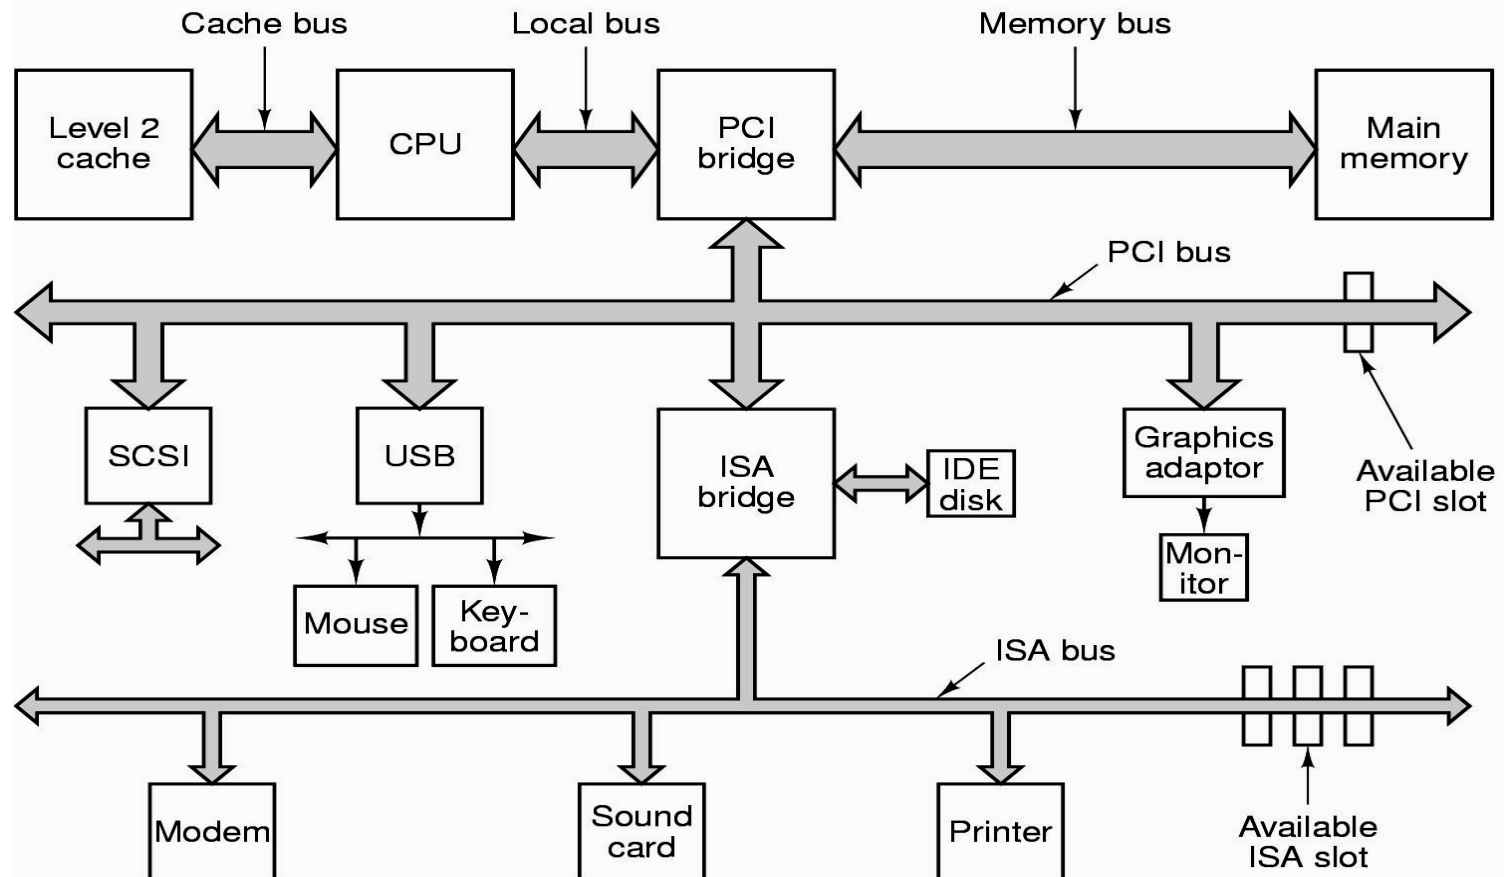 Cache bus
Local bus
Memory bus
Level 2
cache
CPU
PCI
bridge
Main
memory
PCI bus
SCSI
USB
ISA
bridge
IDE
disk
Graphics
adaptor
Available
PCI slot
Mon-
itor
Mouse
Key-
board
ISA bus
Modem
Sound
card
Printer
Available
ISA slot